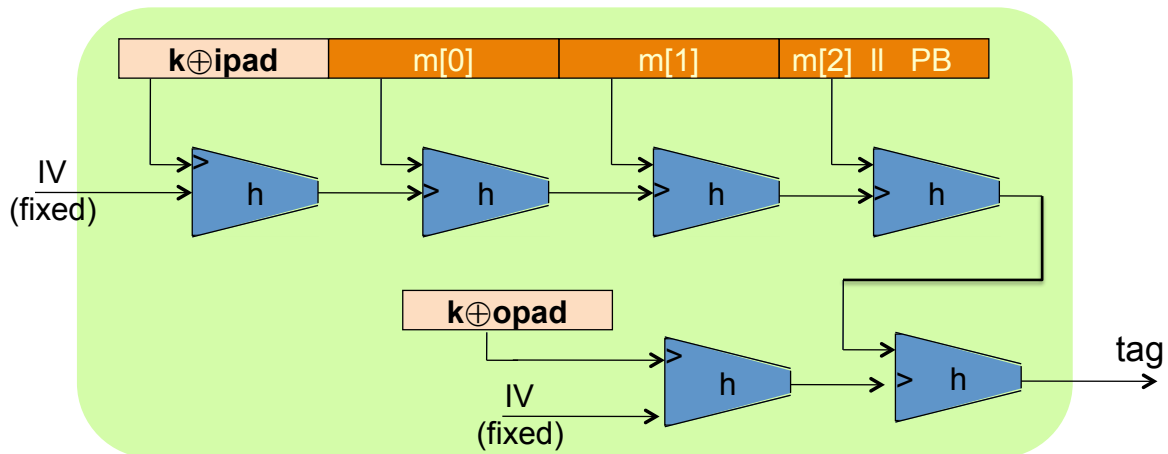 k⊕ipad m[0] m[1] m[2] ll PB
> > > >
IV
(fixed)
h h h h
k⊕opad
> >
h h
tag
IV
(fixed)